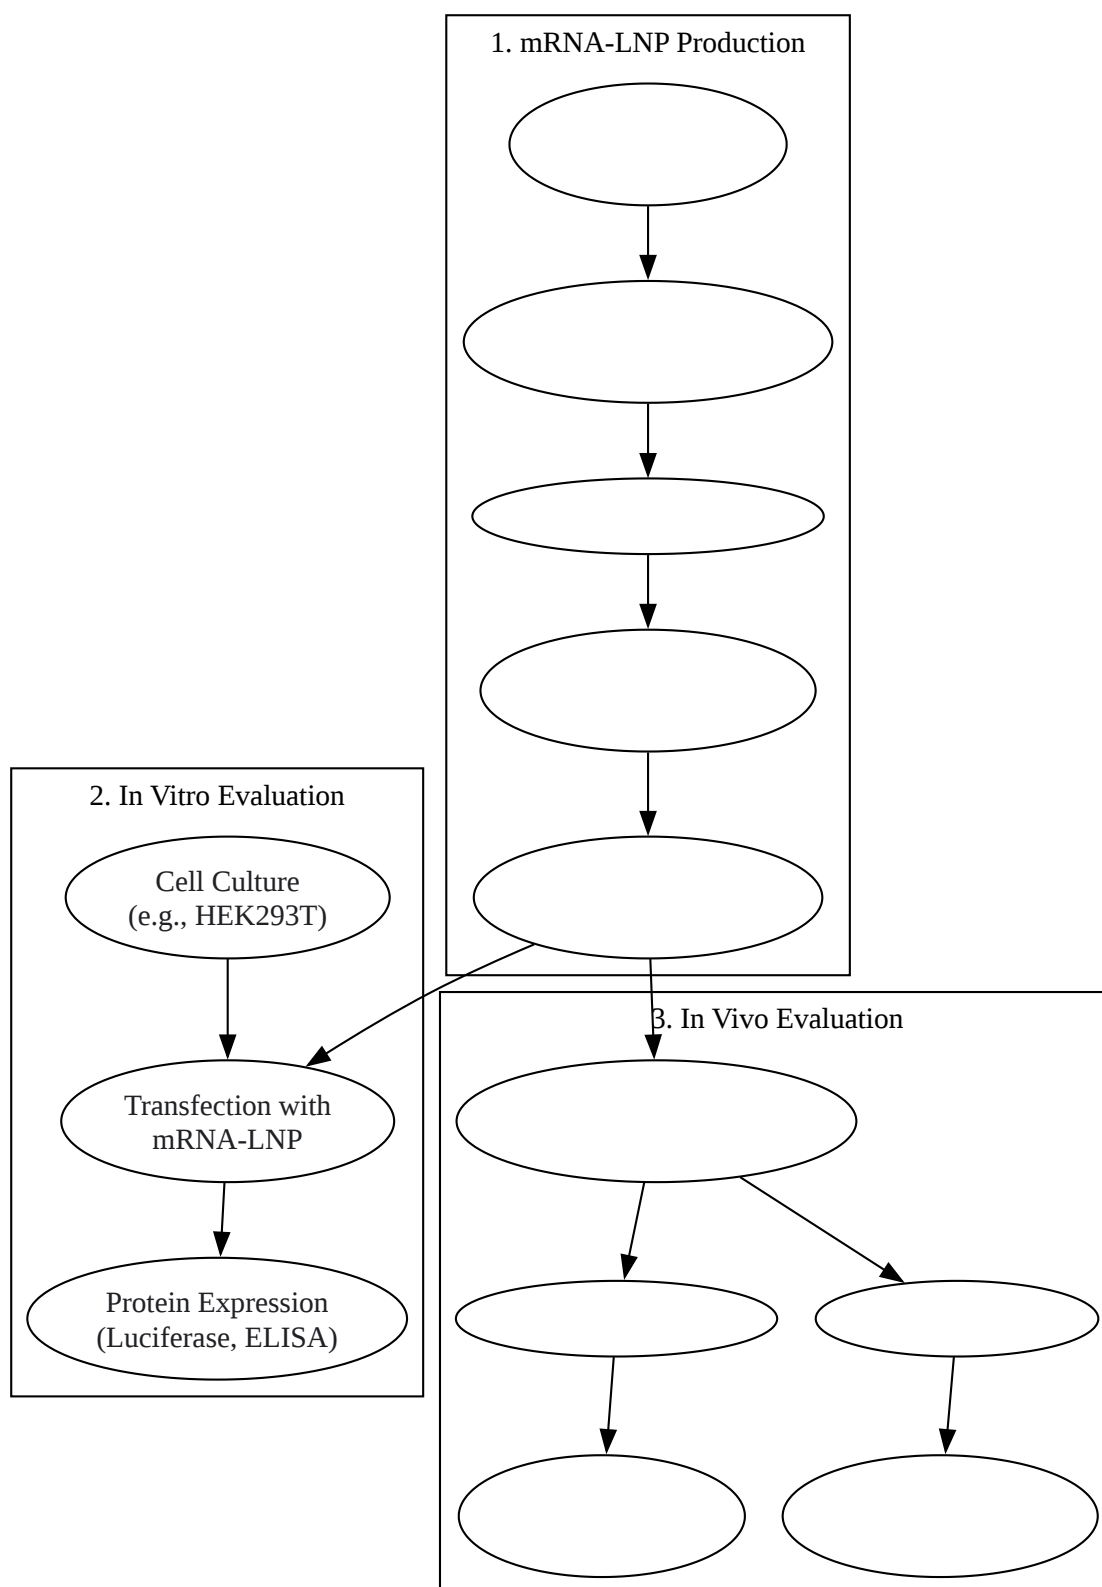 1. mRNA-LNP Production
2. In Vitro Evaluation
Cell Culture
(e.g., HEK293T)
Transfection with
mRNA-LNP
Protein Expression
(Luciferase, ELISA)
3. In Vivo Evaluation